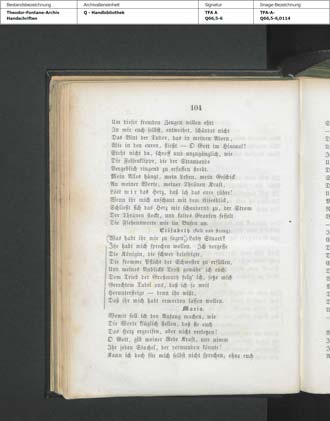 Bestandsbezeichnung Archivalieneinheit Signatur Image-Bezeichnung
Theodor-Fontane-Archiv Q - Handbibliothek TFA A TFA-A-
Handschriften Q66,5-6 Q66,5-6,0114
104
Um dieser fremden Zeugen willen ehrt
In mir euch selbst, entweihet, schändet nicht
Das Blut der Tudor, das in meinen Adern,
Wie in den euren, fließt — O Gott im Himmel!
Steht nicht da, schroff und unzugänglich, wie
Die Felsenklippe, die der Strandende
Vergeblich ringend zu erfassen strebt.
Mein Alles hängt, mein Leben, mein Geschick
An meiner Worte, meiner Thränen Kraft,
Löst mir das Herz, daß ich das eure rühre!
Wenn ihr mich anschaut mit dem Eisesblick,
Schließt sich das Herz mir schaudernd zu, der Strom
Der Thränen stockt, und kaltes Grausen fesselt
Die Flehensworte mir im Busen an.
Elisabeth (kalt und streng).
Was habt ihr mir zu sagen, Lady Stuart?
Ihr habt mich sprechen wollen. Ich vergesse
Die Königin, die schwer beleidigte,
Die fromme Pflicht der Schwester zu erfüllen,
Und meines Anblicks Trost gewähr' ich euch.
Dem Trieb der Großmuth folg' ich, setze mich
Gerechtem Tadel aus, daß ich so weit
Heruntersteige — denn ihr wißt,
Daß ihr mich habt ermorden lassen wollen.
Maria.
Womit soll ich den Anfang machen, wie
Die Worte klüglich stellen, daß sie euch
Das Herz ergreifen, aber nicht verletzen!
O Gott, gib meiner Rede Kraft, und nimm
Ihr jeden Stachel, der verwunden könnte!
Kann ich doch für mich selbst nicht sprechen, ohne euch